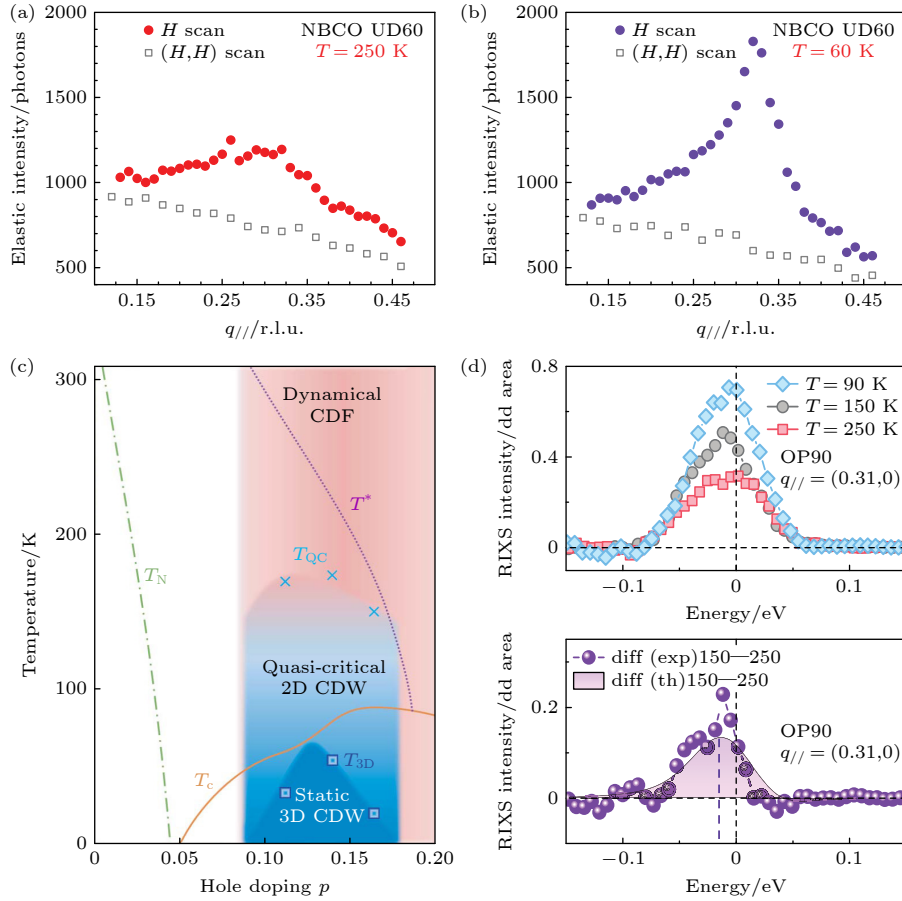 (a)
H scan
(H,H) scan
NBCO UD60
T = 250 K
Elastic intensity/photons
2000
1500
1000
500
0.15
0.25
0.35
0.45
q///r.l.u.
(b)
H scan
(H,H) scan
NBCO UD60
T = 60 K
Elastic intensity/photons
2000
1500
1000
500
0.15
0.25
0.35
0.45
q///r.l.u.
(c)
Temperature/K
300
200
100
0
Dynamical
CDF
T*
TQC
TN
Quasi-critical
2D CDW
T3D
Tc
Static
3D CDW
0
0.05
0.10
0.15
0.20
Hole doping p
(d)
RIXS intensity/dd area
0.8
0.4
0
T = 90 K
T = 150 K
T = 250 K
OP90
q// = (0.31,0)
-0.1
0
0.1
Energy/eV
RIXS intensity/dd area
0.2
0
diff (exp)150—250
diff (th)150—250
OP90
q// = (0.31,0)
-0.1
0
0.1
Energy/eV